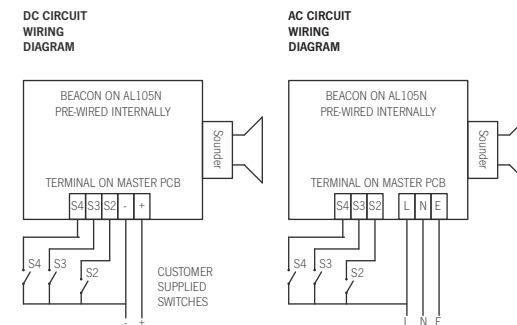 DC CIRCUIT
WIRING
DIAGRAM
BEACON ON AL105N
PRE-WIRED INTERNALLY
Sounder
TERMINAL ON MASTER PCB
S4 S3 S2 - +
S4 S3
S2
CUSTOMER
SUPPLIED
SWITCHES
- +
AC CIRCUIT
WIRING
DIAGRAM
BEACON ON AL105N
PRE-WIRED INTERNALLY
Sounder
TERMINAL ON MASTER PCB
S4 S3 S2 L N E
S4 S3
S2
L N E